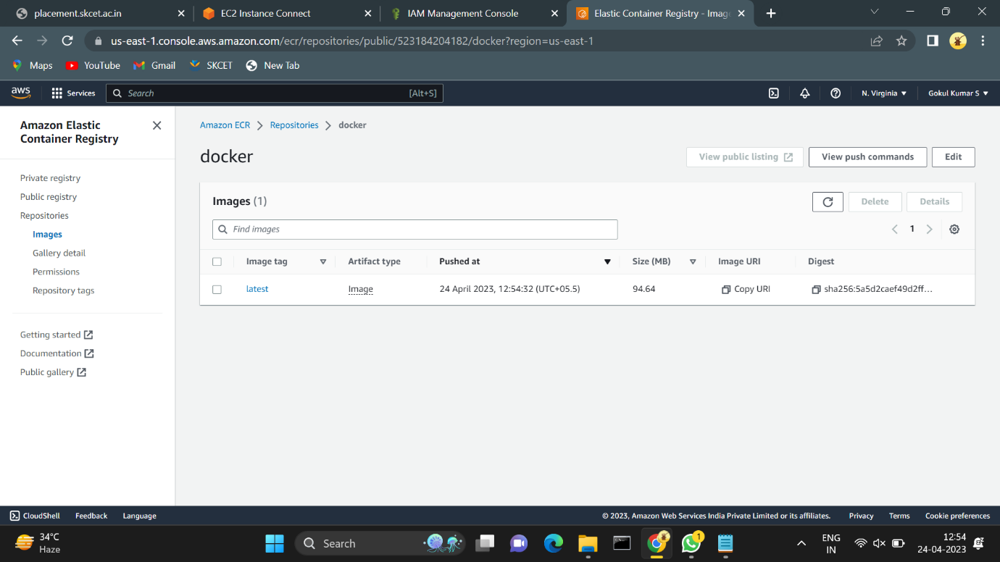 placement.skcet.ac.in
EC2 Instance Connect
IAM Management Console
Elastic Container Registry - Imag
us-east-1.console.aws.amazon.com/ecr/repositories/public/523184204182/docker?region=us-east-1
Maps
YouTube
Gmail
SKCET
New Tab
aws
Services
Search
[Alt+S]
N. Virginia
Gokul Kumar S
Amazon Elastic
Container Registry
Private registry
Public registry
Repositories
Images
Gallery detail
Permissions
Repository tags
Getting started
Documentation
Public gallery
Amazon ECR
Repositories
docker
docker
View public listing
View push commands
Edit
Images (1)
Delete
Details
Find images
1
Image tag
Artifact type
Pushed at
Size (MB)
Image URI
Digest
latest
Image
24 April 2023, 12:54:32 (UTC+05.5)
94.64
Copy URI
sha256:5a5d2caef49d2ff...
CloudShell
Feedback
Language
© 2023, Amazon Web Services India Private Limited or its affiliates.
Privacy
Terms
Cookie preferences
34°C
Haze
Search
1
ENG
IN
12:54
24-04-2023